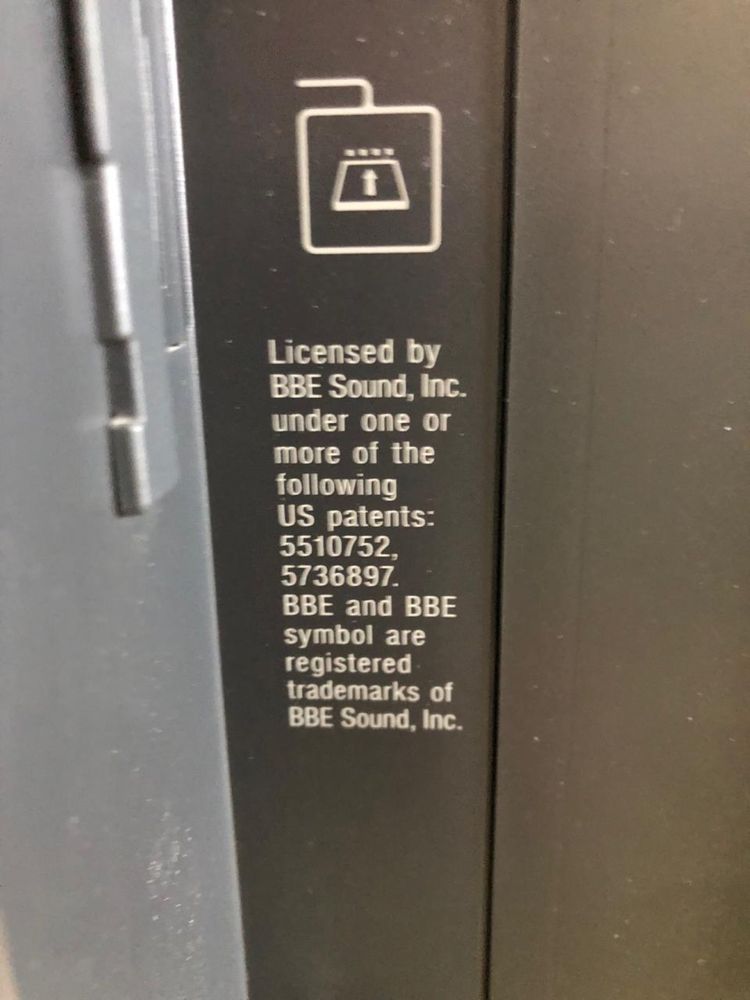 Licensed by
BBE Sound, Inc.
under one or
more of the
following
US patents:
5510752,
5736897.
BBE and BBE
symbol are
registered
trademarks of
BBE Sound, Inc.